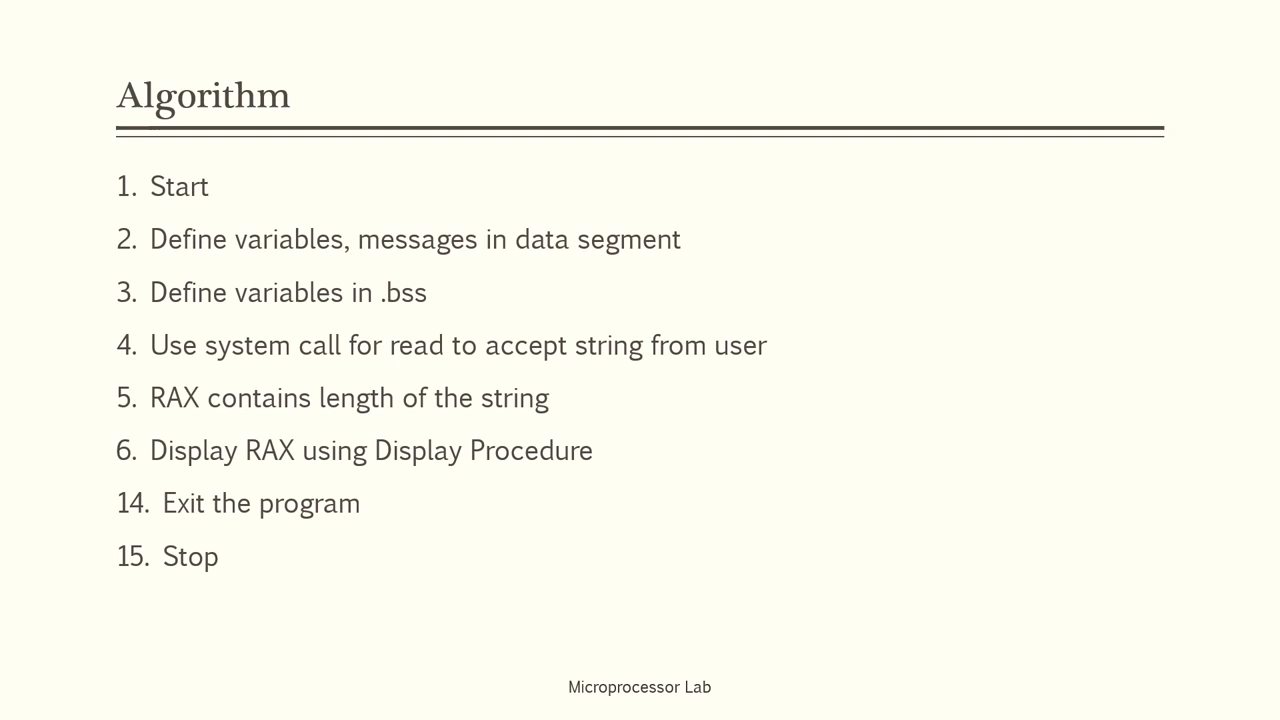 Algorithm
1. Start
2. Define variables, messages in data segment
3. Define variables in .bss
4. Use system call for read to accept string from user
5. RAX contains length of the string
6. Display RAX using Display Procedure
14. Exit the program
15. Stop
Microprocessor Lab